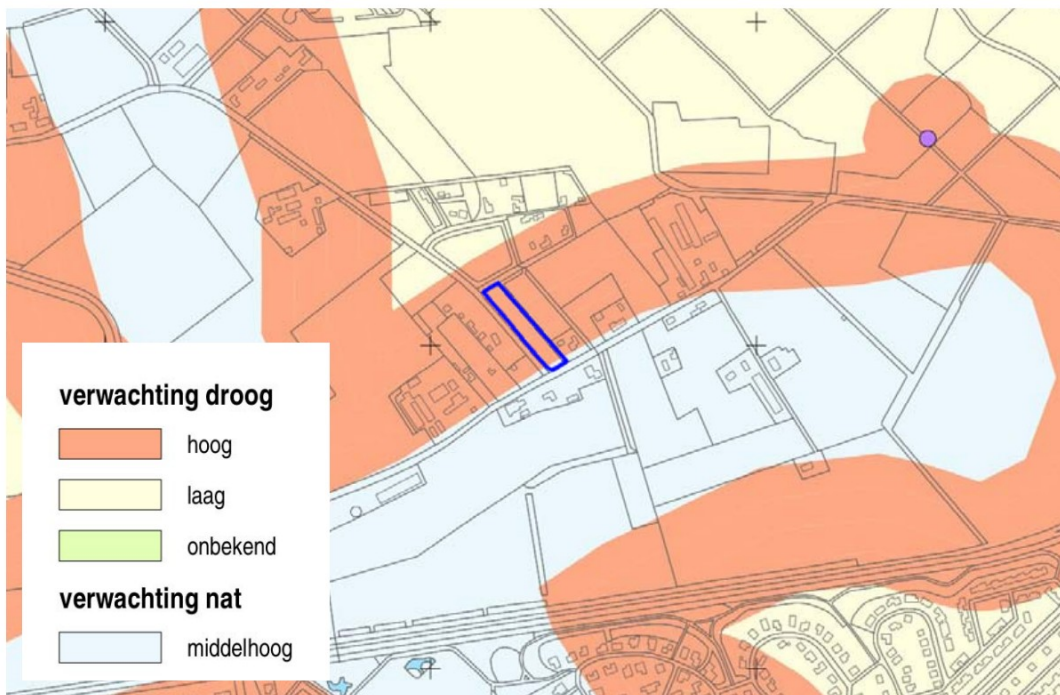 verwachting droog
hoog
laag
onbekend
verwachting nat
middelhoog